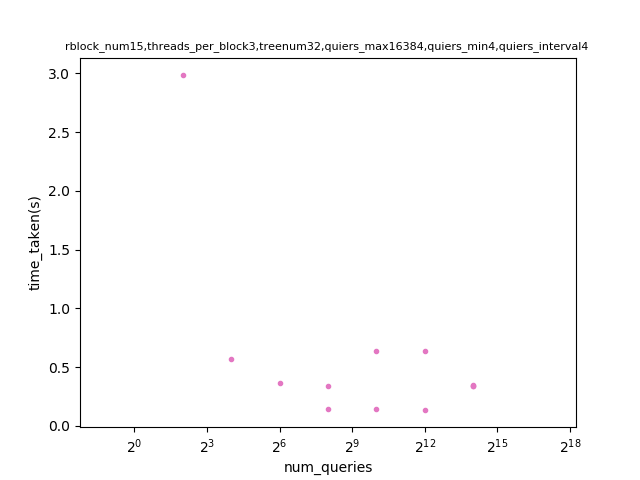 rblock_num15,threads_per_block3,treenum32,quiers_max16384,quiers_min4,quiers_interval4
3.0
2.5
2.0
1.5
1.0
0.5
0.0
time_taken(s)
2^0 2^3 2^6 2^9 2^12 2^15 2^18
num_queries